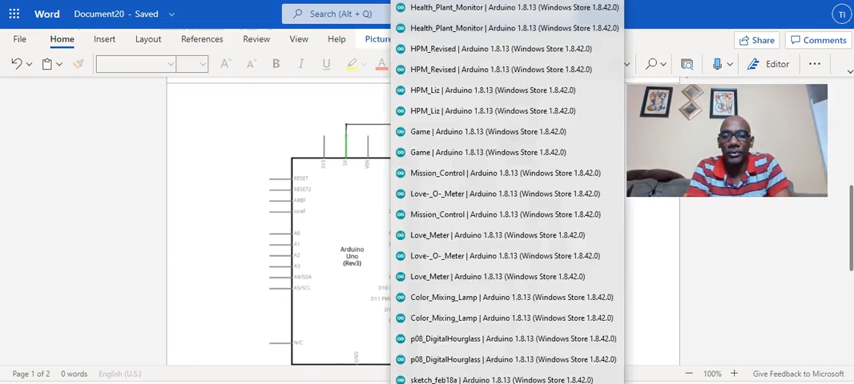 Word Document20 - Saved
Search (Alt + Q)
TI
File Home Insert Layout References Review View Help Pictur
Share Comments
Editor
Health_Plant_Monitor | Arduino 1.8.13 (Windows Store 1.8.42.0)
Health_Plant_Monitor | Arduino 1.8.13 (Windows Store 1.8.42.0)
HPM_Revised | Arduino 1.8.13 (Windows Store 1.8.42.0)
HPM_Revised | Arduino 1.8.13 (Windows Store 1.8.42.0)
HPM_Liz | Arduino 1.8.13 (Windows Store 1.8.42.0)
HPM_Liz | Arduino 1.8.13 (Windows Store 1.8.42.0)
Game | Arduino 1.8.13 (Windows Store 1.8.42.0)
Game | Arduino 1.8.13 (Windows Store 1.8.42.0)
Mission_Control | Arduino 1.8.13 (Windows Store 1.8.42.0)
Love-_O-_Meter | Arduino 1.8.13 (Windows Store 1.8.42.0)
Mission_Control | Arduino 1.8.13 (Windows Store 1.8.42.0)
Love_Meter | Arduino 1.8.13 (Windows Store 1.8.42.0)
Love-_O-_Meter | Arduino 1.8.13 (Windows Store 1.8.42.0)
Love_Meter | Arduino 1.8.13 (Windows Store 1.8.42.0)
Color_Mixing_Lamp | Arduino 1.8.13 (Windows Store 1.8.42.0)
Color_Mixing_Lamp | Arduino 1.8.13 (Windows Store 1.8.42.0)
p08_DigitalHourglass | Arduino 1.8.13 (Windows Store 1.8.42.0)
p08_DigitalHourglass | Arduino 1.8.13 (Windows Store 1.8.42.0)
sketch_feb18a | Arduino 1.8.13 (Windows Store 1.8.42.0)
3V3 5V VIN
RESET
RESET2
AREF
ioref
A0
A1
A2
A3
A4/SDA
A5/SCL
N/C
Arduino
Uno
(Rev3)
D11 PW
GND
Page 1 of 2 0 words English (U.S.)
100% Give Feedback to Microsoft